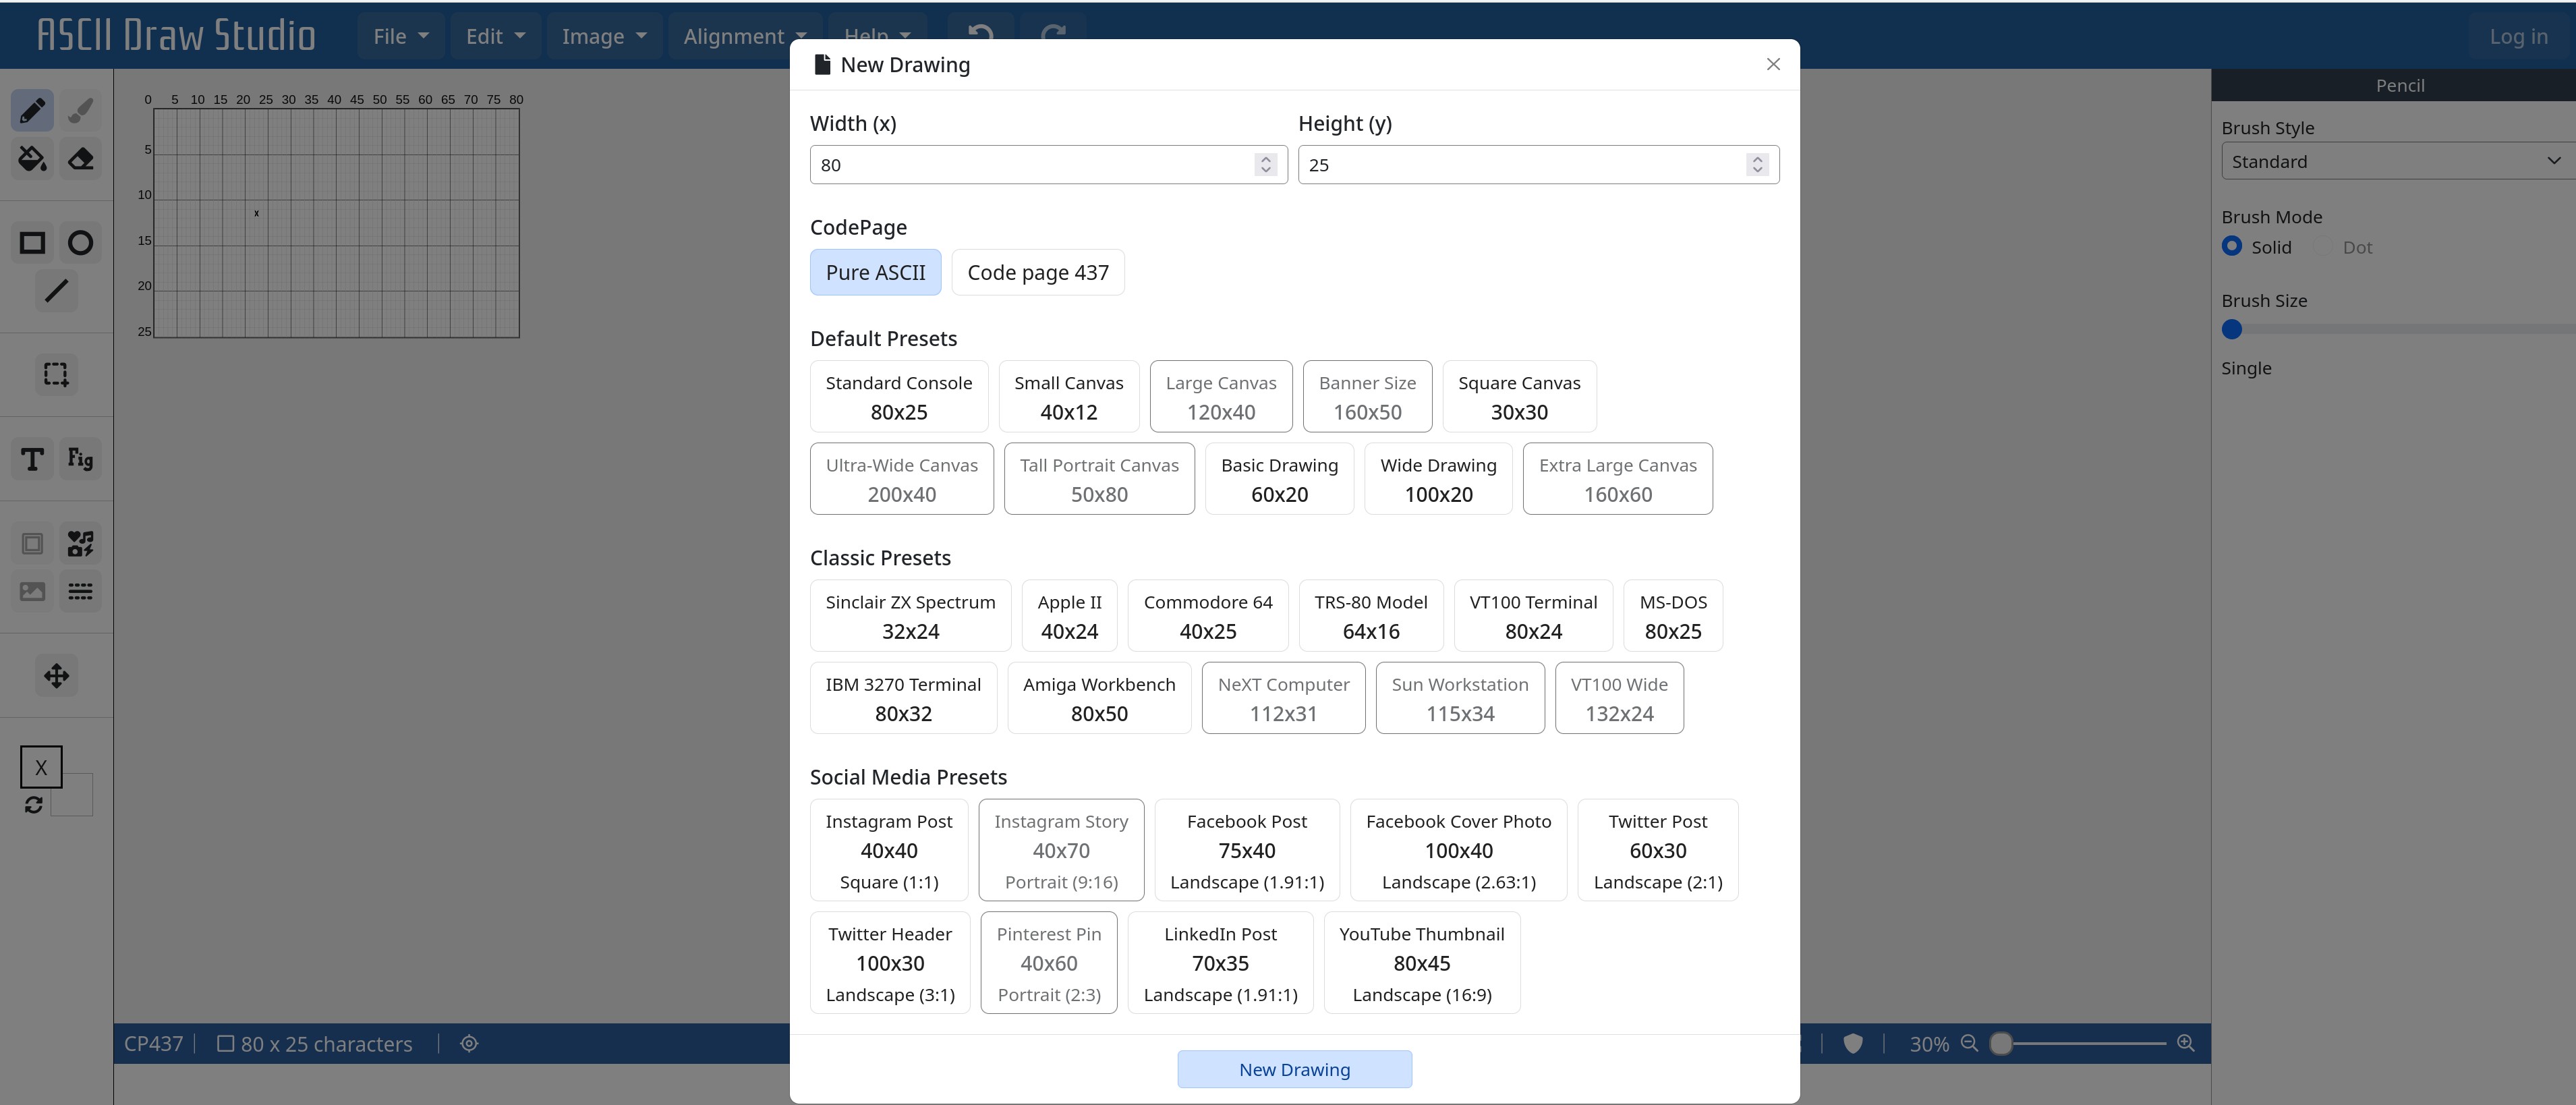 ASCII Draw Studio
File
Edit
Image
Alignment
Help
Log in
New Drawing
Width (x)
Height (y)
80
25
CodePage
Pure ASCII
Code page 437
Default Presets
Standard Console
80x25
Small Canvas
40x12
Large Canvas
120x40
Banner Size
160x50
Square Canvas
30x30
Ultra-Wide Canvas
200x40
Tall Portrait Canvas
50x80
Basic Drawing
60x20
Wide Drawing
100x20
Extra Large Canvas
160x60
Classic Presets
Sinclair ZX Spectrum
32x24
Apple II
40x24
Commodore 64
40x25
TRS-80 Model
64x16
VT100 Terminal
80x24
MS-DOS
80x25
IBM 3270 Terminal
80x32
Amiga Workbench
80x50
NeXT Computer
112x31
Sun Workstation
115x34
VT100 Wide
132x24
Social Media Presets
Instagram Post
40x40
Square (1:1)
Instagram Story
40x70
Portrait (9:16)
Facebook Post
75x40
Landscape (1.91:1)
Facebook Cover Photo
100x40
Landscape (2.63:1)
Twitter Post
60x30
Landscape (2:1)
Twitter Header
100x30
Landscape (3:1)
Pinterest Pin
40x60
Portrait (2:3)
LinkedIn Post
70x35
Landscape (1.91:1)
YouTube Thumbnail
80x45
Landscape (16:9)
New Drawing
0 5 10 15 20 25 30 35 40 45 50 55 60 65 70 75 80
5
10
x
15
20
25
T
Fig
X
Pencil
Brush Style
Standard
Brush Mode
Solid
Dot
Brush Size
Single
CP437
80 x 25 characters
30%